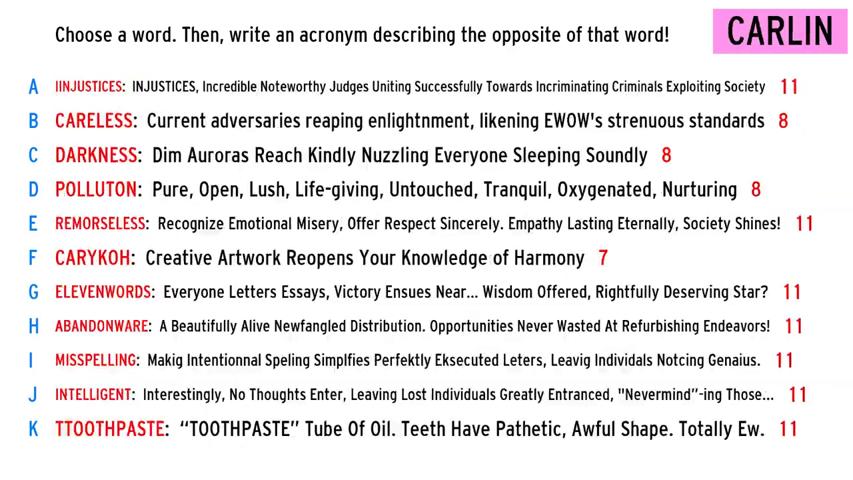 Choose a word. Then, write an acronym describing the opposite of that word! CARLIN
A IINJUSTICES: INJUSTICES, Incredible Noteworthy Judges Uniting Successfully Towards Incriminating Criminals Exploiting Society 11
B CARELESS: Current adversaries reaping enlightnment, likening EWOW's strenuous standards 8
C DARKNESS: Dim Auroras Reach Kindly Nuzzling Everyone Sleeping Soundly 8
D POLLUTON: Pure, Open, Lush, Life-giving, Untouched, Tranquil, Oxygenated, Nurturing 8
E REMORSELESS: Recognize Emotional Misery, Offer Respect Sincerely. Empathy Lasting Eternally, Society Shines! 11
F CARYKOH: Creative Artwork Reopens Your Knowledge of Harmony 7
G ELEVENWORDS: Everyone Letters Essays, Victory Ensues Near... Wisdom Offered, Rightfully Deserving Star? 11
H ABANDONWARE: A Beautifully Alive Newfangled Distribution. Opportunities Never Wasted At Refurbishing Endeavors! 11
I MISSPELLING: Makig Intentionnal Speling Simplfies Perfektly Eksecuted Leters, Leavig Individals Notcing Genaius. 11
J INTELLIGENT: Interestingly, No Thoughts Enter, Leaving Lost Individuals Greatly Entranced, "Nevermind”-ing Those... 11
K TTOOTHPASTE: “TOOTHPASTE” Tube Of Oil. Teeth Have Pathetic, Awful Shape. Totally Ew. 11